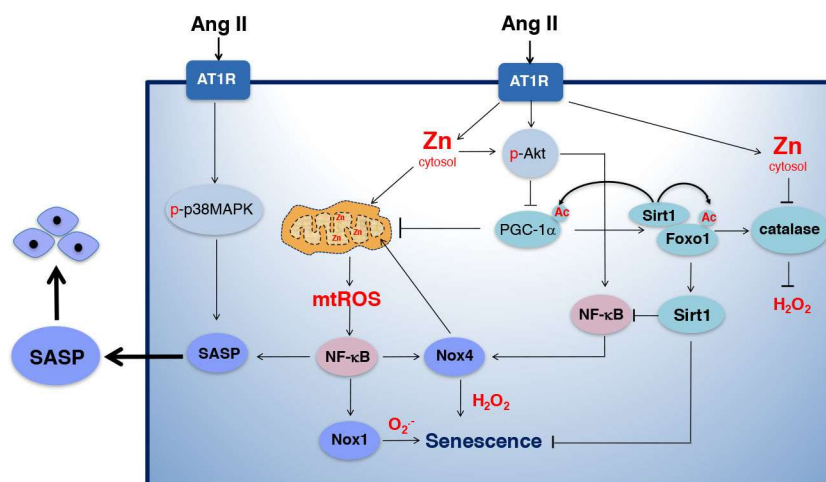 Ang II
Ang II
AT1R
AT1R
Zn
cytosol
p-Akt
Zn
cytosol
p-p38MAPK
Zn
Zn
Zn
PGC-1α
Ac
Sirt1
Ac
Foxo1
catalase
mtROS
NF-κB
Sirt1
H2O2
SASP
SASP
NF-κB
Nox4
H2O2
Nox1
O2·-
Senescence